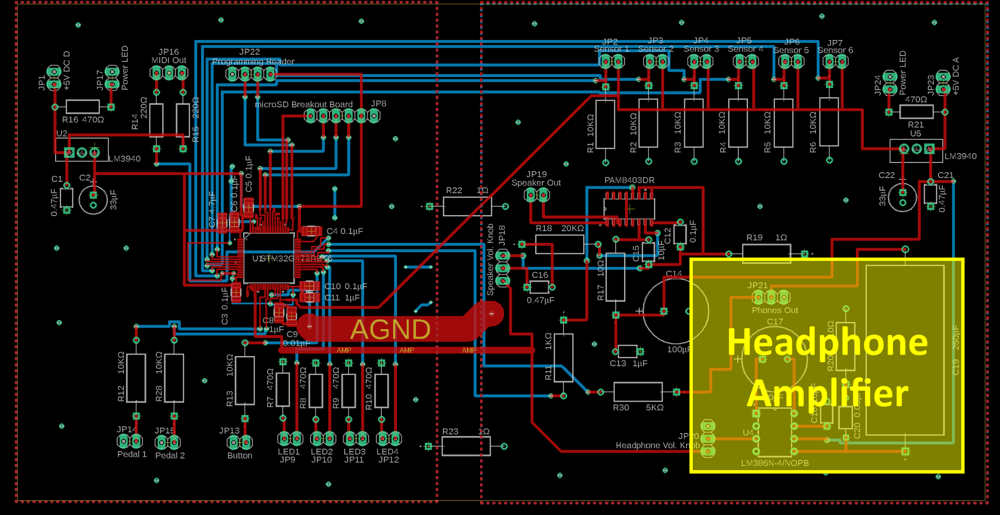 JP1
+5V DC D
JP17
Power LED
JP16
MIDI Out
JP22
Programming Header
R16 470Ω
R14
220Ω
R15
220Ω
microSD Breakout Board
JP8
U2
LM3940
C1
0.47µF
C2
33µF
C7 4.7µF
C6 0.1µF
C5 0.1µF
C4 0.1µF
C10 0.1µF
C11 1µF
C3 0.1µF
C8
C9
0.01µF
AGND
AMP
AMP
AMP
R22
1Ω
R23
1Ω
R12
10KΩ
R28
10KΩ
R13
10KΩ
R7
470Ω
R8
470Ω
R9
470Ω
R10
470Ω
JP14
Pedal 1
JP15
Pedal 2
JP13
Button
LED1
JP9
LED2
JP10
LED3
JP11
LED4
JP12
JP2
Sensor 1
JP3
Sensor 2
JP4
Sensor 3
JP5
Sensor 4
JP6
Sensor 5
JP7
Sensor 6
R1
10KΩ
R2
10KΩ
R3
10KΩ
R4
10KΩ
R5
10KΩ
R6
10KΩ
JP24
Power LED
JP23
+5V DC A
470Ω
R21
U5
LM3940
C22
33µF
C21
0.47µF
JP19
Speaker Out
PAM8403DR
JP18
Speaker Vol. Knob
R18
20KΩ
C16
0.47µF
R17
10Ω
C15
10µF
C12
0.1µF
R19
1Ω
C14
100µF
C13
1µF
R11
1KΩ
R30
5KΩ
JP20
Headphone Vol. Knob
JP21
Phones Out
C17
Headphone
Amplifier
C19
250µF
C20
U4
LM386N-4/NOPB